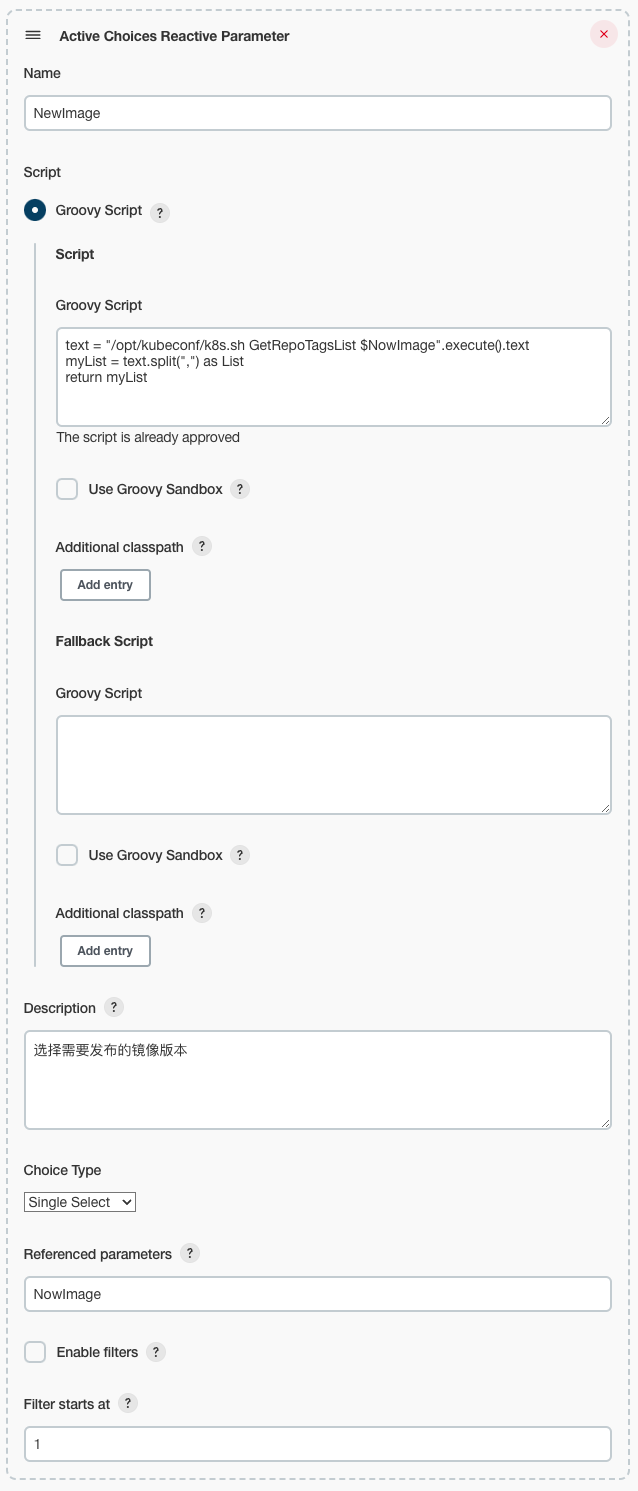 Active Choices Reactive Parameter
Name
NewImage
Script
Groovy Script ?
Script
Groovy Script
text = "/opt/kubeconf/k8s.sh GetRepoTagsList $NowImage".execute().text
myList = text.split(",") as List
return myList
The script is already approved
Use Groovy Sandbox ?
Additional classpath ?
Add entry
Fallback Script
Groovy Script
Use Groovy Sandbox ?
Additional classpath ?
Add entry
Description ?
选择需要发布的镜像版本
Choice Type
Single Select
Referenced parameters ?
NowImage
Enable filters ?
Filter starts at ?
1